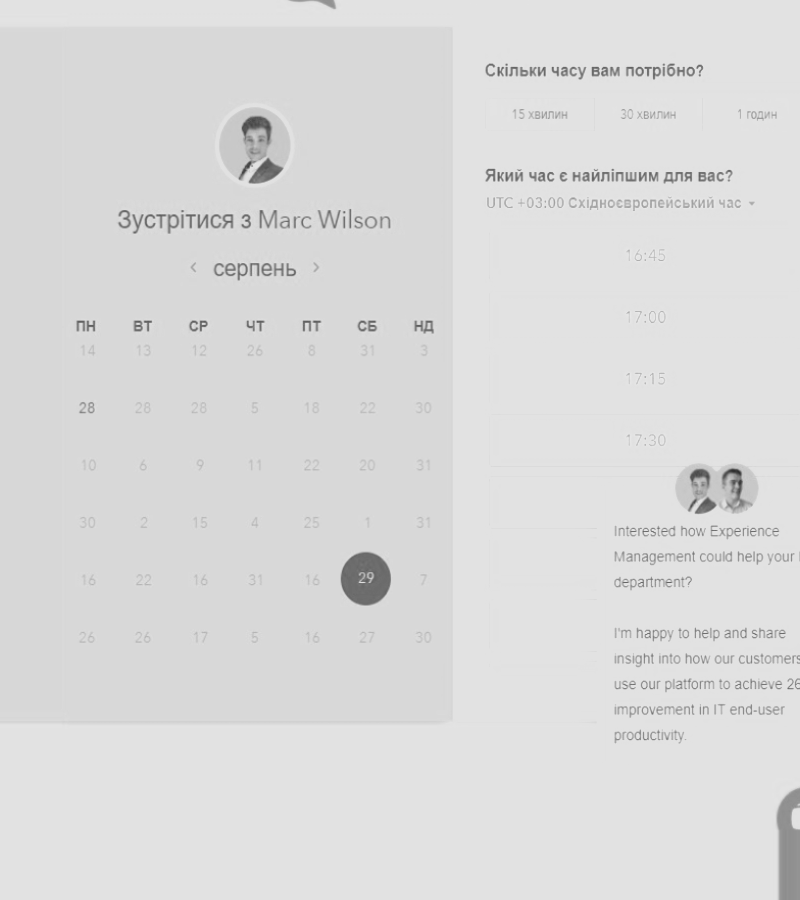 Зустрітися з Marc Wilson
серпень
ПН ВТ СР ЧТ ПТ СБ НД
14 13 12 26 8 31 3
28 28 28 5 18 22 30
10 6 9 11 22 20 31
30 2 15 4 25 1 31
16 22 16 31 16 29 7
26 26 17 5 16 27 30
Скільки часу вам потрібно?
15 хвилин 30 хвилин 1 годин
Який час є найліпшим для вас?
UTC +03:00 Східноєвропейський час
16:45
17:00
17:15
17:30
Interested how Experience
Management could help your
department?
I'm happy to help and share
insight into how our customers
use our platform to achieve 26
improvement in IT end-user
productivity.